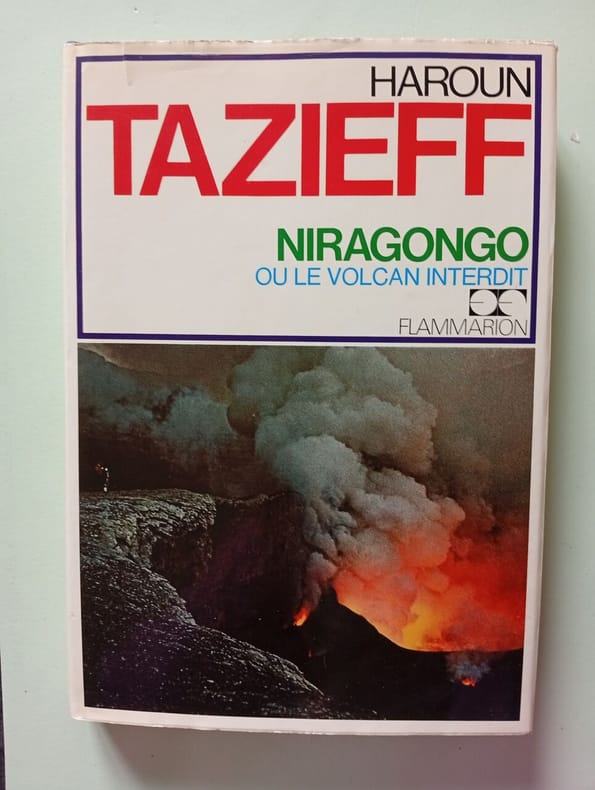 HAROUN
TAZIEFF
NIRAGONGO
OU LE VOLCAN INTERDIT
FLAMMARION